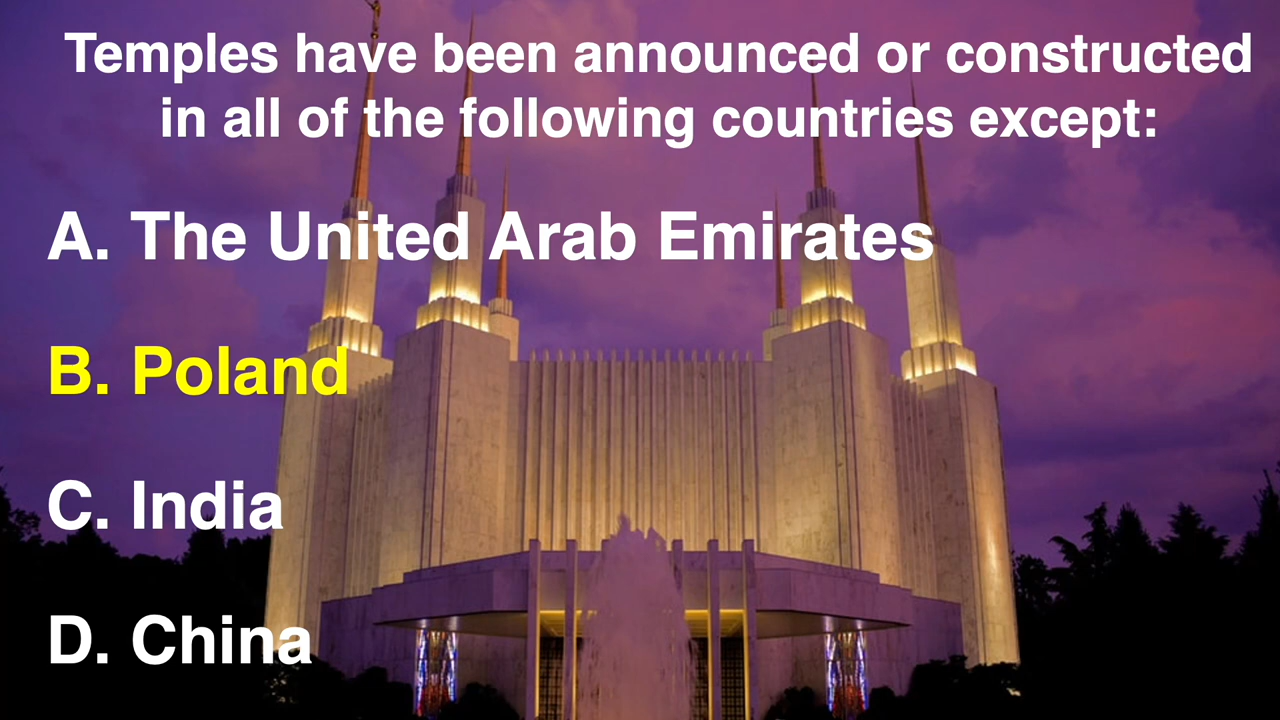 Temples have been announced or constructed
in all of the following countries except:
A. The United Arab Emirates
B. Poland
C. India
D. China